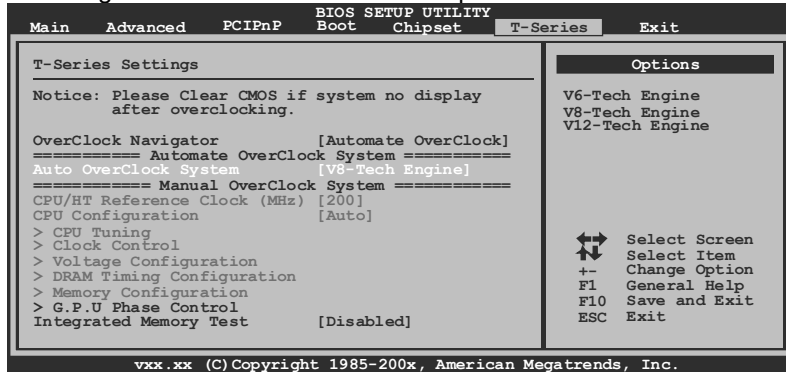 BIOS SETUP UTILITY
Main Advanced PCIPnP Boot Chipset T-Series Exit
T-Series Settings
Notice: Please Clear CMOS if system no display
after overclocking.
OverClock Navigator [Automate OverClock]
=========== Automate OverClock System ===========
Auto OverClock System [V8-Tech Engine]
============ Manual OverClock System ============
CPU/HT Reference Clock (MHz) [200]
CPU Configuration [Auto]
> CPU Tuning
> Clock Control
> Voltage Configuration
> DRAM Timing Configuration
> Memory Configuration
> G.P.U Phase Control
Integrated Memory Test [Disabled]
Options
V6-Tech Engine
V8-Tech Engine
V12-Tech Engine
Select Screen
Select Item
+- Change Option
F1 General Help
F10 Save and Exit
ESC Exit
vxx.xx (C)Copyright 1985-200x, American Megatrends, Inc.